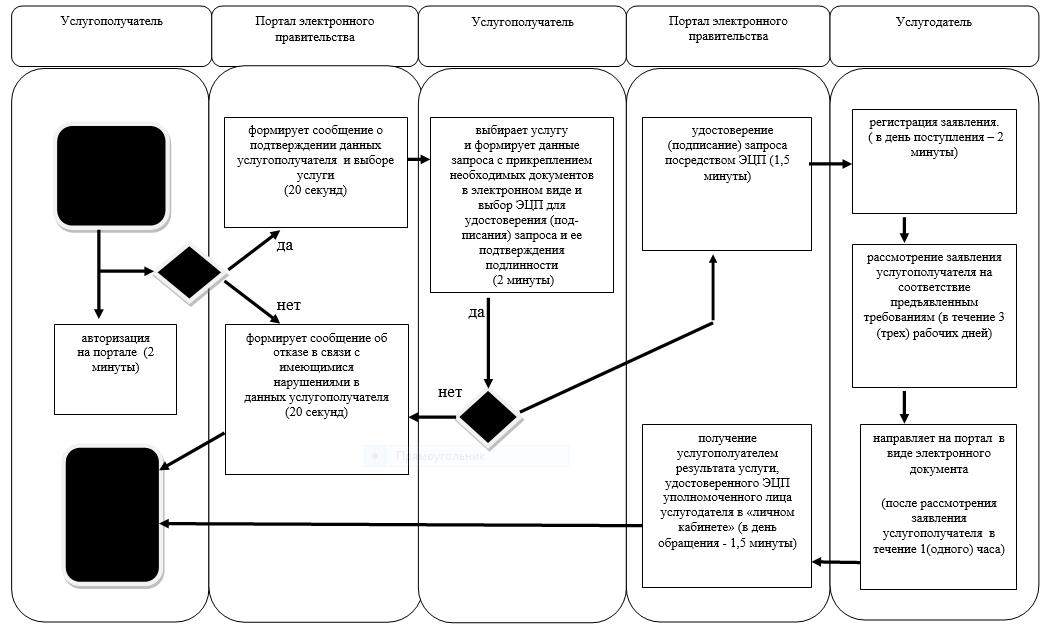 Услугополучатель
Портал электронного
правительства
Услугополучатель
Портал электронного
правительства
Услугодатель
авторизация
на портале (2
минуты)
формирует сообщение о
подтверждении данных
услугополучателя и выборе
услуги
(20 секунд)
да
нет
формирует сообщение об
отказе в связи с
имеющимися
нарушениями в
данных услугополучателя
(20 секунд)
выбирает услугу
и формирует данные
запроса с прикреплением
необходимых документов
в электронном виде и
выбор ЭЦП для
удостоверения (под-
писания) запроса и ее
подтверждения
подлинности
(2 минуты)
да
нет
Прямоугольник
удостоверение
(подписание) запроса
посредством ЭЦП (1,5
минуты)
получение
услугополуателем
результата услуги,
удостоверенного ЭЦП
уполномоченного лица
услугодателя в «личном
кабинете» (в день
обращения - 1,5 минуты)
регистрация заявления.
( в день поступления – 2
минуты)
рассмотрение заявления
услугополучателя на
соответствие
предъявленным
требованиям (в течение 3
(трех) рабочих дней)
направляет на портал в
виде электронного
документа
(после рассмотрения
заявления
услугополучателя в
течение 1(одного) часа)